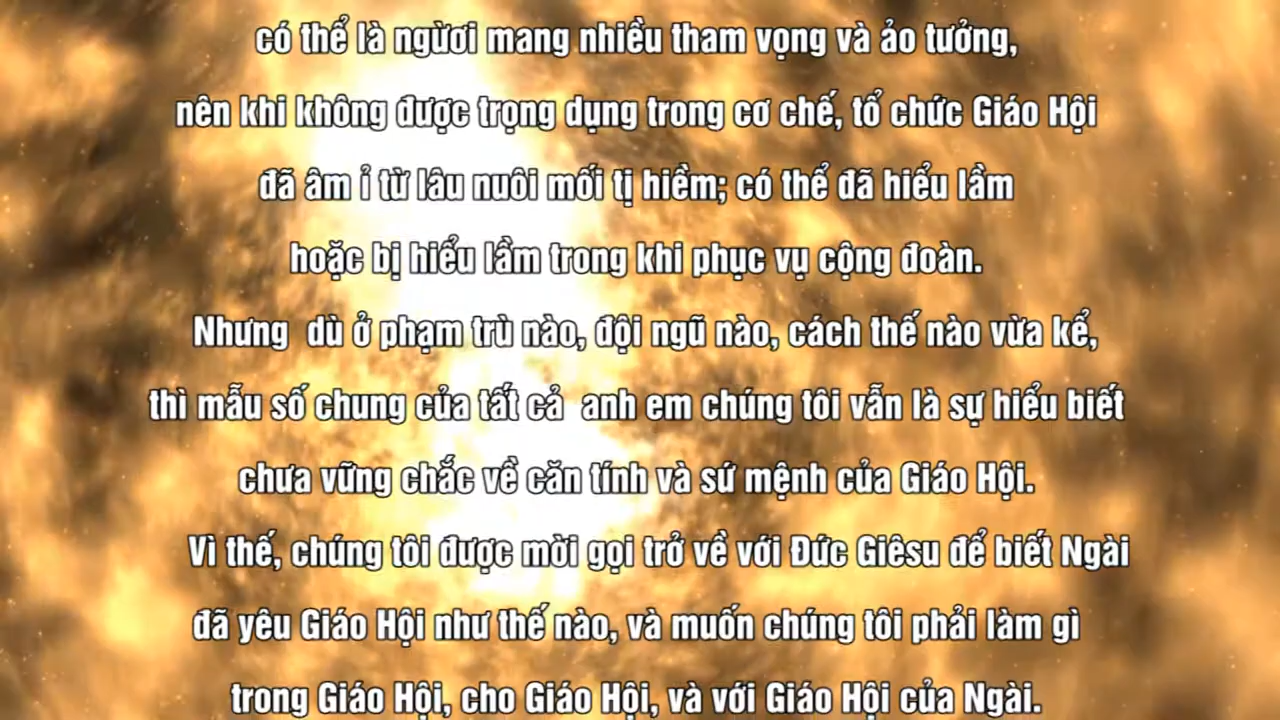 có thể là ngừơi mang nhiều tham vọng và ảo tưởng,
nên khi không được trọng dụng trong cơ chế, tổ chức Giáo Hội
đã âm ỉ từ lâu nuôi mối tị hiềm; có thể đã hiểu lầm
hoặc bị hiểu lầm trong khi phục vụ cộng đoàn.
Nhưng  dù ở phạm trù nào, đội ngũ nào, cách thế nào vừa kể,
thì mẫu số chung của tất cả  anh em chúng tôi vẫn là sự hiểu biết
chưa vững chắc về căn tính và sứ mệnh của Giáo Hội.
Vì thế, chúng tôi được mời gọi trở về với Đức Giêsu để biết Ngài
đã yêu Giáo Hội như thế nào, và muốn chúng tôi phải làm gì
trong Giáo Hội, cho Giáo Hội, và với Giáo Hội của Ngài.